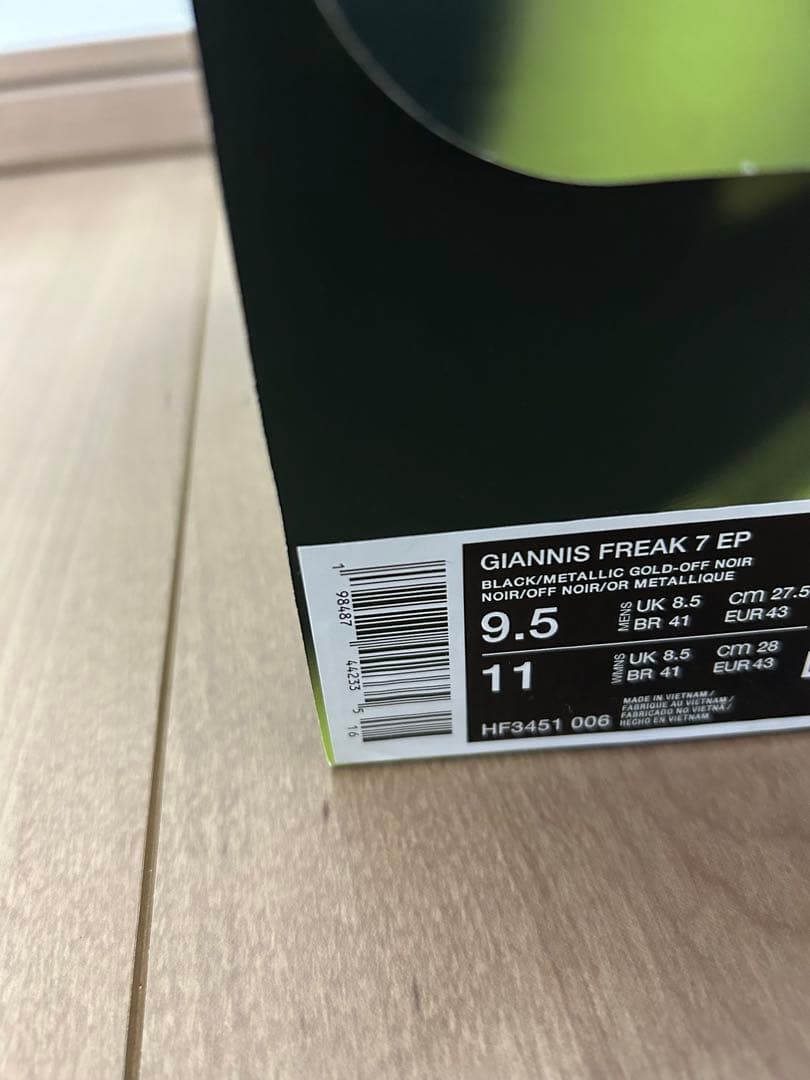 GIANNIS FREAK 7 EP
BLACK/METALLIC GOLD-OFF NOIR
NOIR/OFF NOIR/OR METALLIQUE
9.5 MENS UK 8.5 cm 27.5
BR 41 EUR 43
11 WMNS UK 8.5 cm 28
BR 41 EUR 43
HF3451 006
MADE IN VIETNAM /
FABRIQUE AU VIETNAM /
FABRICADO NO VIETNÃ /
HECHO EN VIETNAM
1 98487 44233 5 16